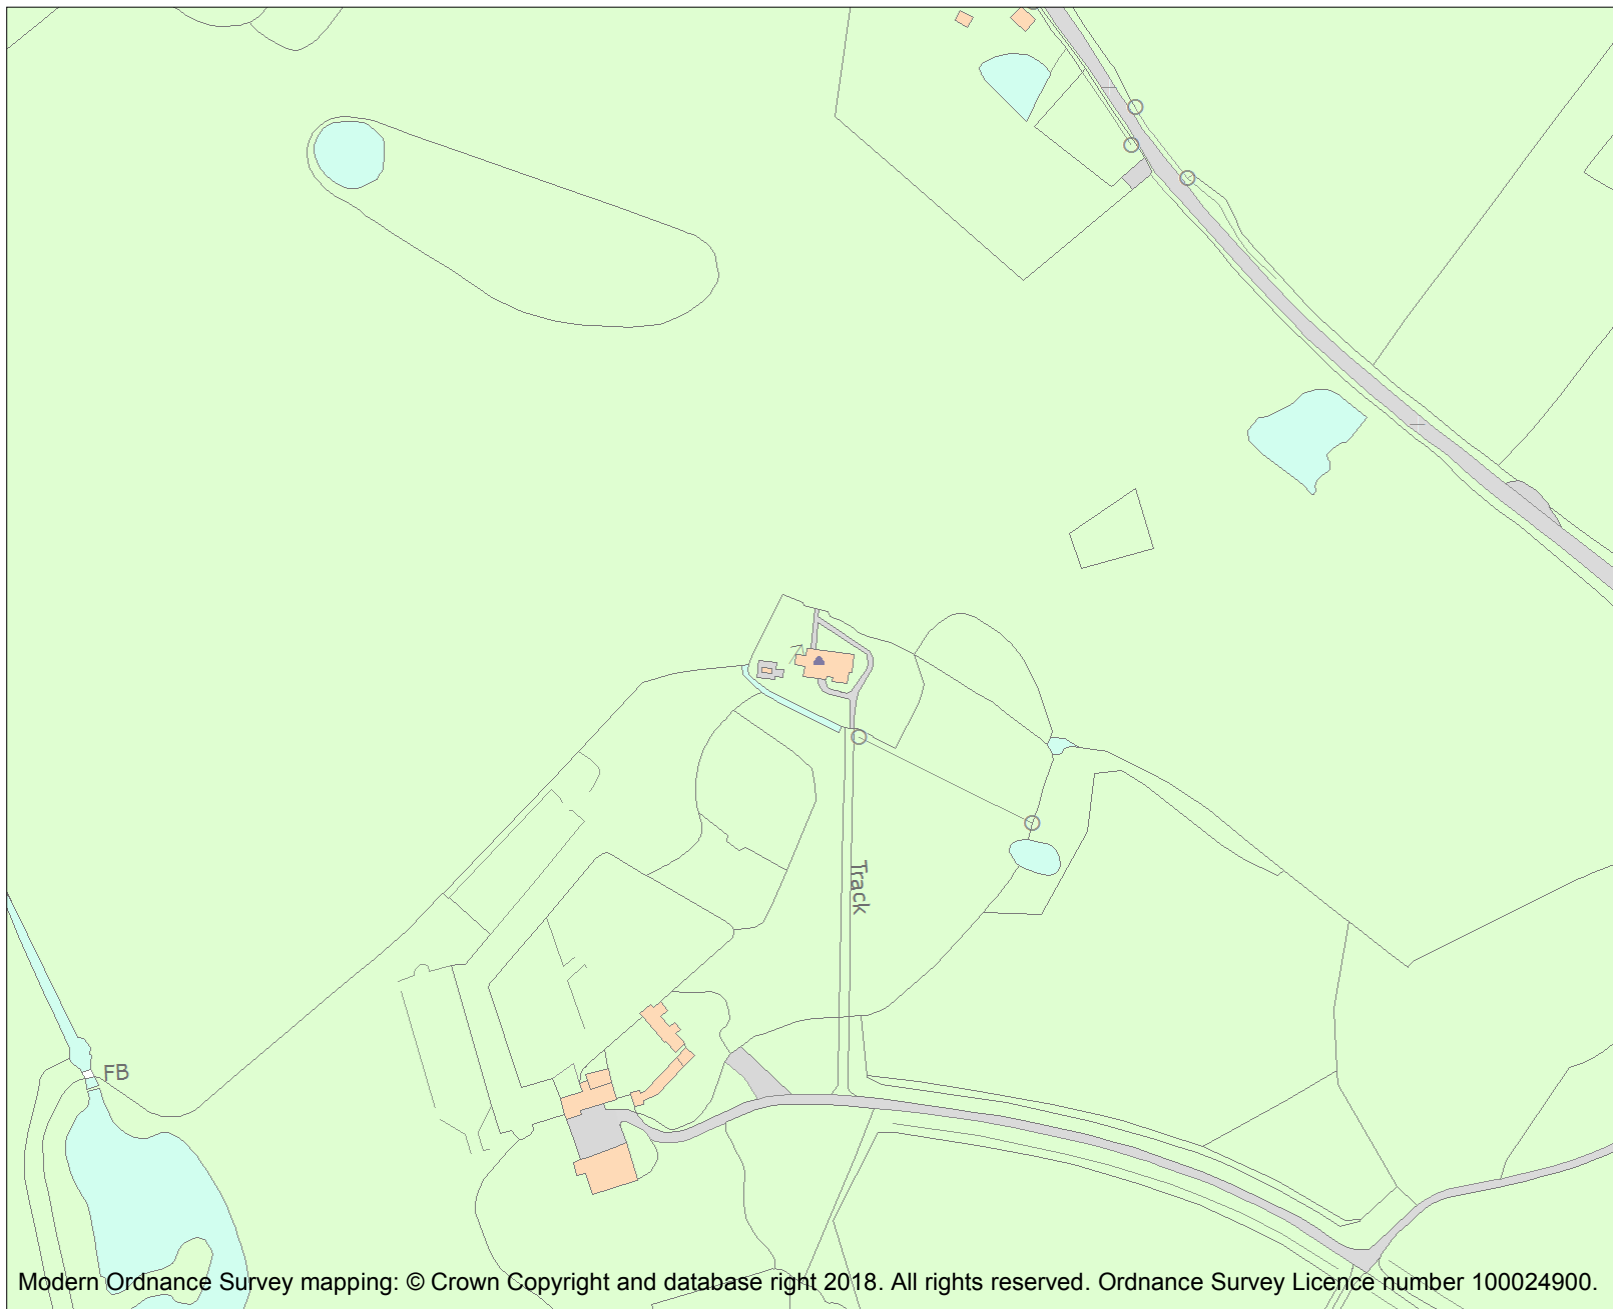 Track
FB
Modern Ordnance Survey mapping: © Crown Copyright and database right 2018. All rights reserved. Ordnance Survey Licence number 100024900.